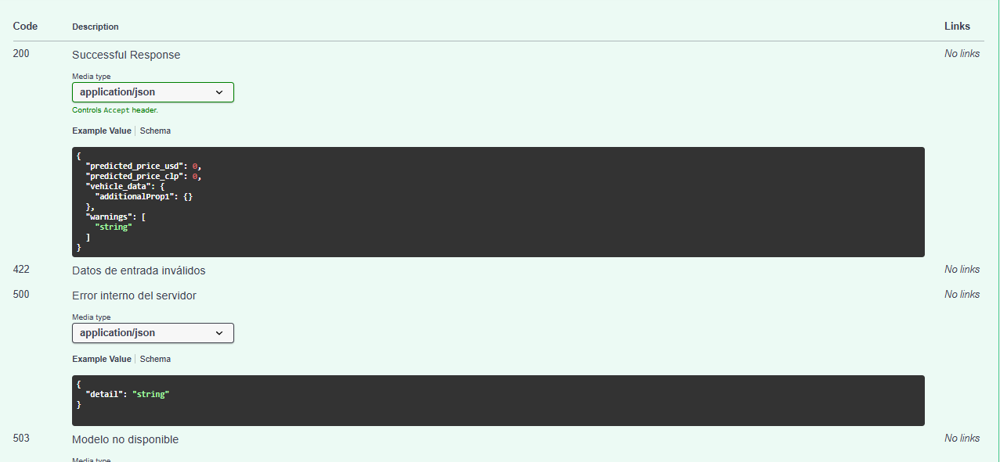 Code Description Links
200 Successful Response No links
Media type
application/json
Controls Accept header.
Example Value Schema
{
  "predicted_price_usd": 0,
  "predicted_price_clp": 0,
  "vehicle_data": {
    "additionalProp1": {}
  },
  "warnings": [
    "string"
  ]
}
422 Datos de entrada inválidos No links
500 Error interno del servidor No links
Media type
application/json
Example Value Schema
{
  "detail": "string"
}
503 Modelo no disponible No links
Media type